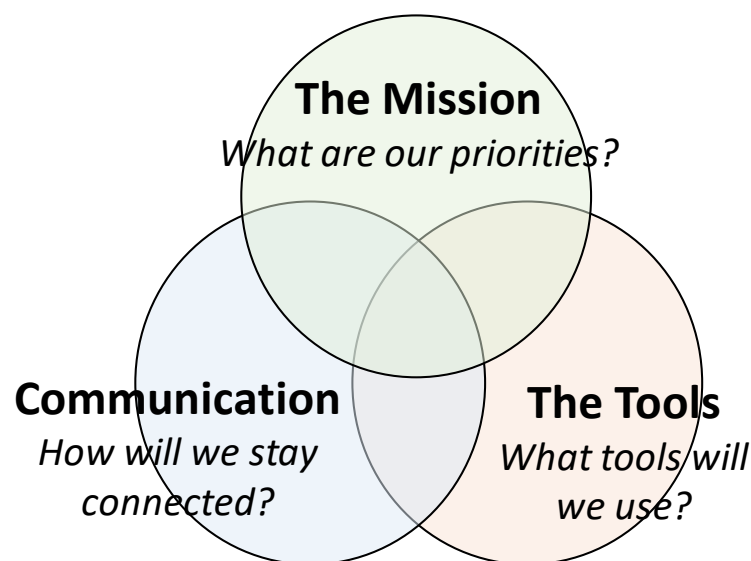 The Mission
What are our priorities?
Communication
How will we stay
connected?
The Tools
What tools will
we use?